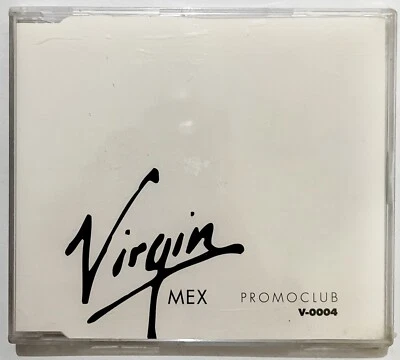 Virgin
MEX PROMOCLUB
V-0004